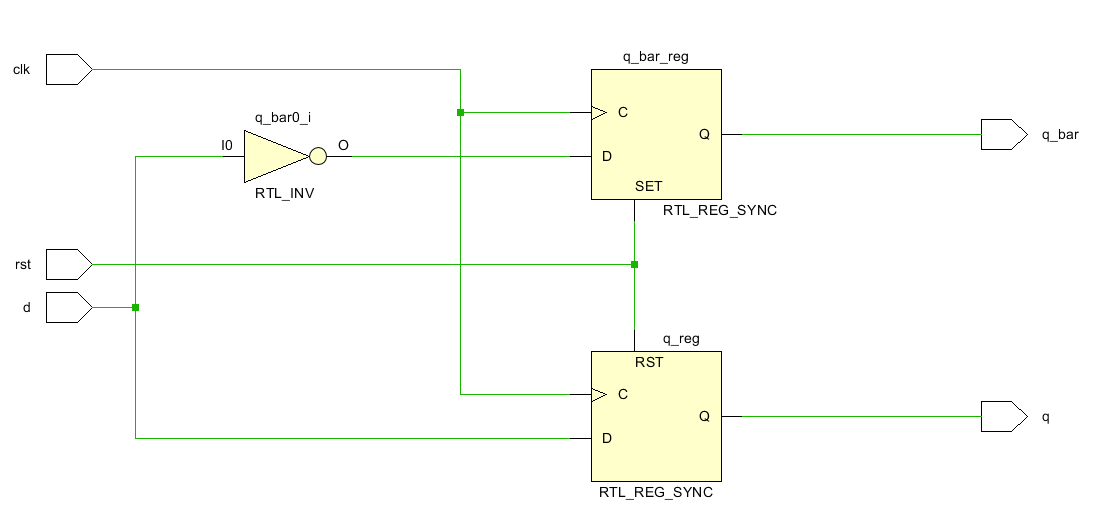 q_bar_reg
clk
q_bar0_i
C
Q
q_bar
I0
O
D
RTL_INV
SET
RTL_REG_SYNC
rst
d
q_reg
RST
C
Q
q
D
RTL_REG_SYNC